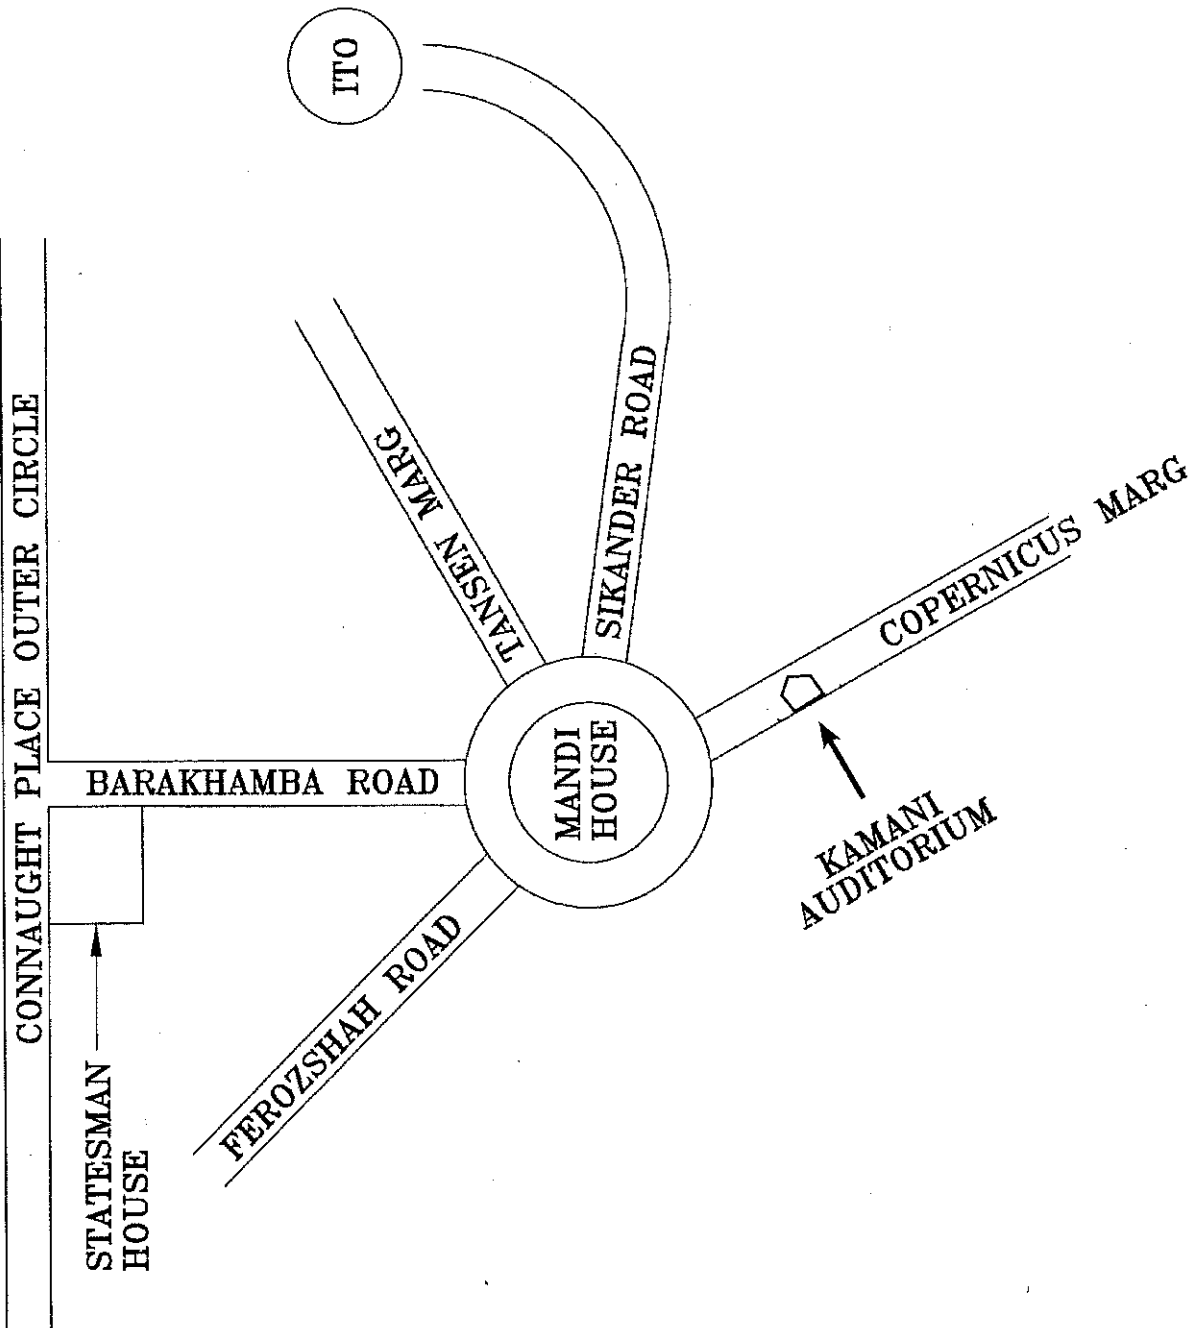 ITO
CONNAUGHT PLACE OUTER CIRCLE
TANSEN MARG
SIKANDER ROAD
COPERNICUS MARG
BARAKHAMBA ROAD
MANDI
HOUSE
KAMANI
AUDITORIUM
FEROZSHAH ROAD
STATESMAN
HOUSE